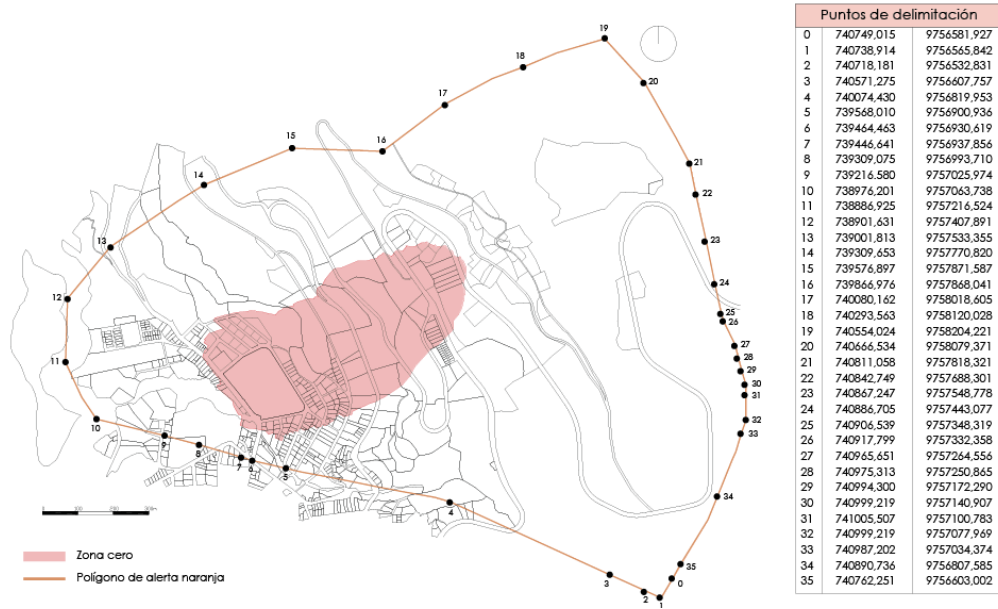 Puntos de delimitación
0 740749,015 9756581,927
1 740738,914 9756565,842
2 740718,181 9756532,831
3 740571,275 9756607,757
4 740074,430 9756819,953
5 739568,010 9756900,936
6 739464,463 9756930,619
7 739446,641 9756937,856
8 739309,075 9756993,710
9 739216,580 9757025,974
10 738976,201 9757063,738
11 738886,925 9757216,524
12 738901,631 9757407,891
13 739001,813 9757533,355
14 739309,653 9757770,820
15 739576,897 9757871,587
16 739866,976 9757868,041
17 740080,162 9758018,605
18 740293,563 9758120,028
19 740554,024 9758204,221
20 740666,534 9758079,371
21 740811,058 9757818,321
22 740842,749 9757688,301
23 740867,247 9757548,778
24 740886,705 9757443,077
25 740906,539 9757348,319
26 740917,799 9757332,358
27 740965,651 9757264,556
28 740975,313 9757250,865
29 740994,300 9757172,290
30 740999,219 9757140,907
31 741005,507 9757100,783
32 740999,219 9757077,969
33 740987,202 9757034,374
34 740890,736 9756807,585
35 740762,251 9756603,002
19
18
20
17
15
16
21
14
22
13
23
24
12
25
26
27
28
11
29
30
31
10
32
9
33
8
7
6
5
34
4
35
3
0
2
1
Zona cero
Polígono de alerta naranja